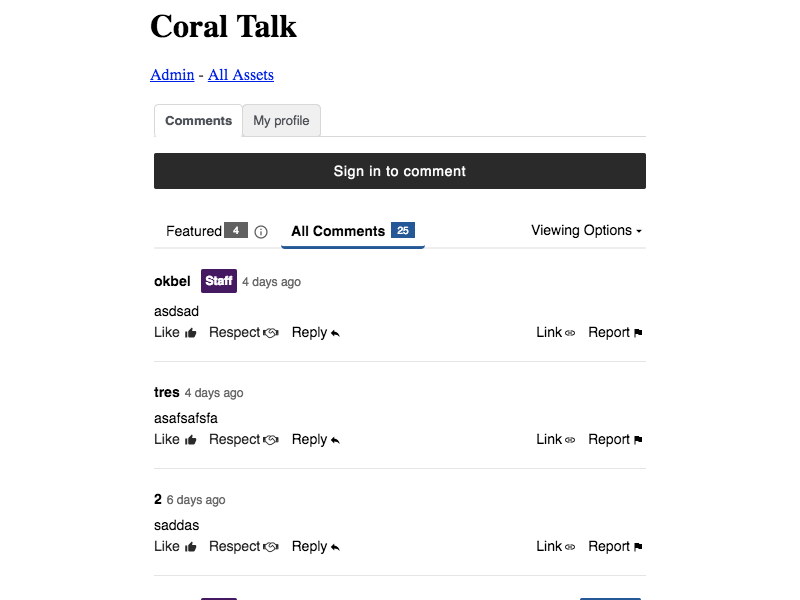 Coral Talk
Admin - All Assets
Comments My profile
Sign in to comment
Featured 4 All Comments 25 Viewing Options
okbel Staff 4 days ago
asdsad
Like Respect Reply Link Report
tres 4 days ago
asafsafsfa
Like Respect Reply Link Report
2 6 days ago
saddas
Like Respect Reply Link Report